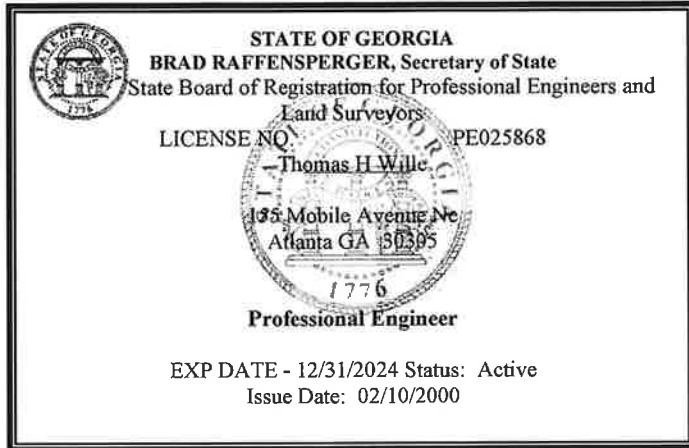 STATE OF GEORGIA
BRAD RAFFENSPERGER, Secretary of State
State Board of Registration for Professional Engineers and
Land Surveyors
LICENSE NO. PE025868
Thomas H Wille
135 Mobile Avenue Ne
Atlanta GA 30305
1776
Professional Engineer
EXP DATE - 12/31/2024 Status: Active
Issue Date: 02/10/2000